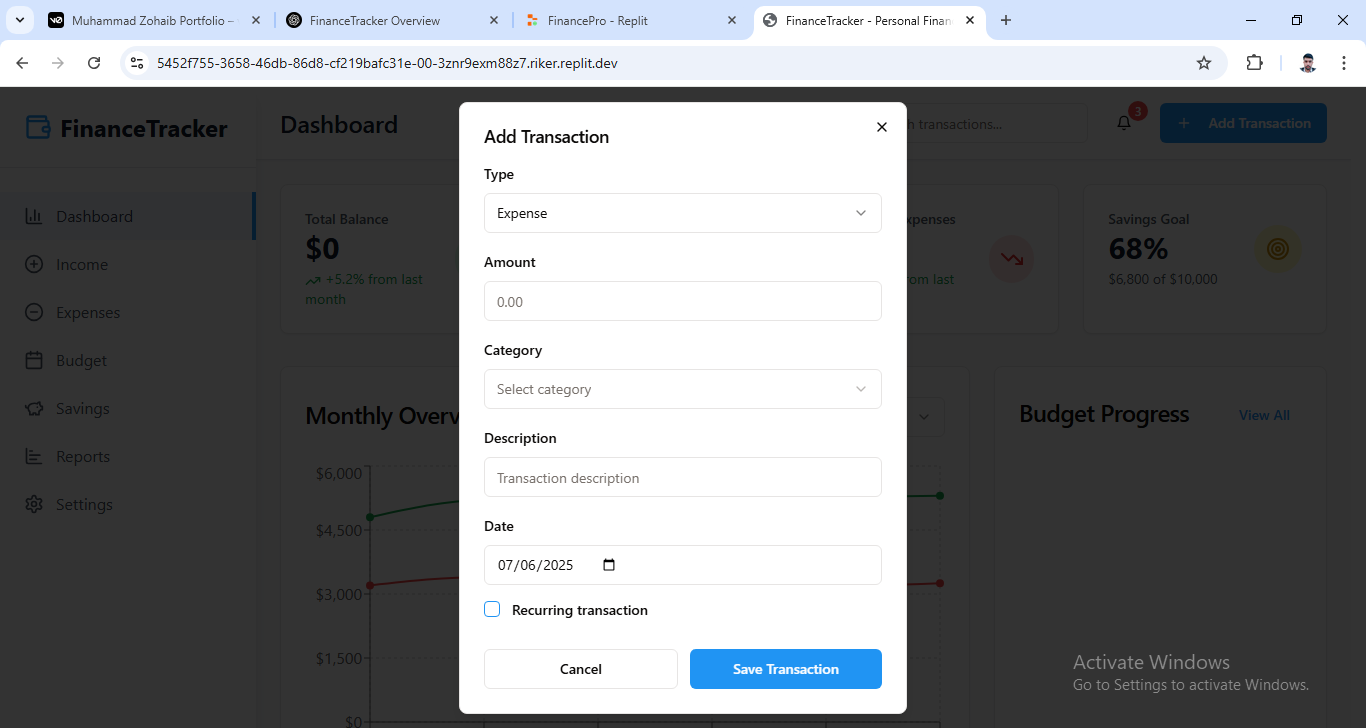 Muhammad Zohaib Portfolio –
FinanceTracker Overview
FinancePro - Replit
FinanceTracker - Personal Finan
5452f755-3658-46db-86d8-cf219bafc31e-00-3znr9exm88z7.riker.replit.dev
FinanceTracker
Dashboard
transactions...
3
+ Add Transaction
Dashboard
Income
Expenses
Budget
Savings
Reports
Settings
Total Balance
$0
+5.2% from last
month
Savings Goal
68%
$6,800 of $10,000
Monthly
$6,000
$4,500
$3,000
$1,500
$0
Budget Progress
View All
Add Transaction
Type
Expense
Amount
0.00
Category
Select category
Description
Transaction description
Date
07/06/2025
Recurring transaction
Cancel
Save Transaction
Activate Windows
Go to Settings to activate Windows.